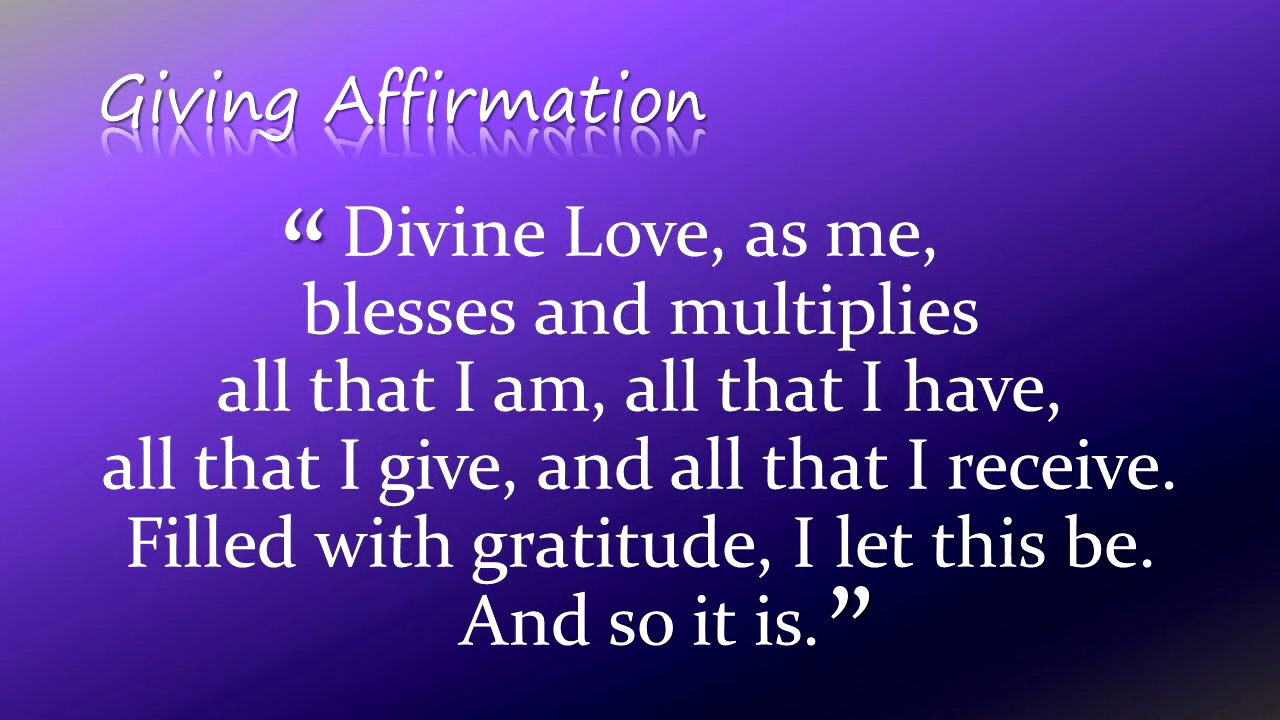 Giving Affirmation
“ Divine Love, as me,
blesses and multiplies
all that I am, all that I have,
all that I give, and all that I receive.
Filled with gratitude, I let this be.
And so it is. ”